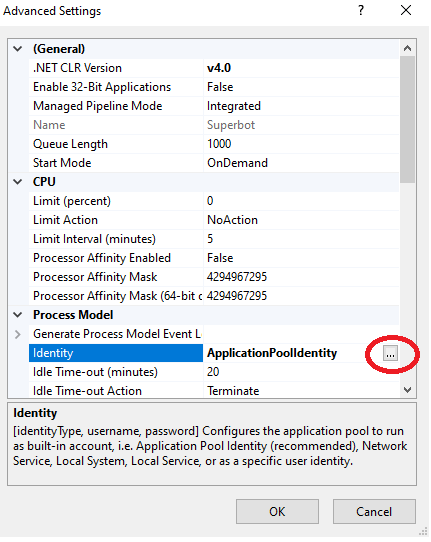 Advanced Settings
? ×
(General)
.NET CLR Version v4.0
Enable 32-Bit Applications False
Managed Pipeline Mode Integrated
Name Superbot
Queue Length 1000
Start Mode OnDemand
CPU
Limit (percent) 0
Limit Action NoAction
Limit Interval (minutes) 5
Processor Affinity Enabled False
Processor Affinity Mask 4294967295
Processor Affinity Mask (64-bit o 4294967295
Process Model
Generate Process Model Event L
Identity ApplicationPoolIdentity ...
Idle Time-out (minutes) 20
Idle Time-out Action Terminate
Identity
[identityType, username, password] Configures the application pool to run
as built-in account, i.e. Application Pool Identity (recommended), Network
Service, Local System, Local Service, or as a specific user identity.
OK Cancel